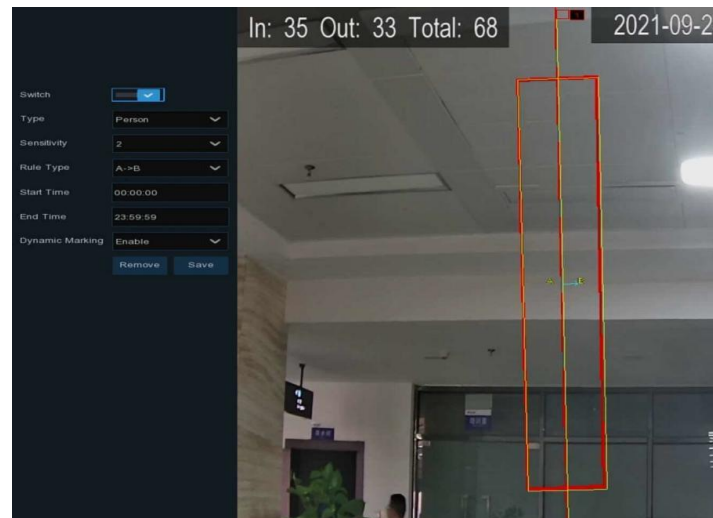 In: 35 Out: 33 Total: 68
2021-09-2
Switch
Type Person
Sensitivity 2
Rule Type A->B
Start Time 00:00:00
End Time 23:59:59
Dynamic Marking Enable
Remove Save